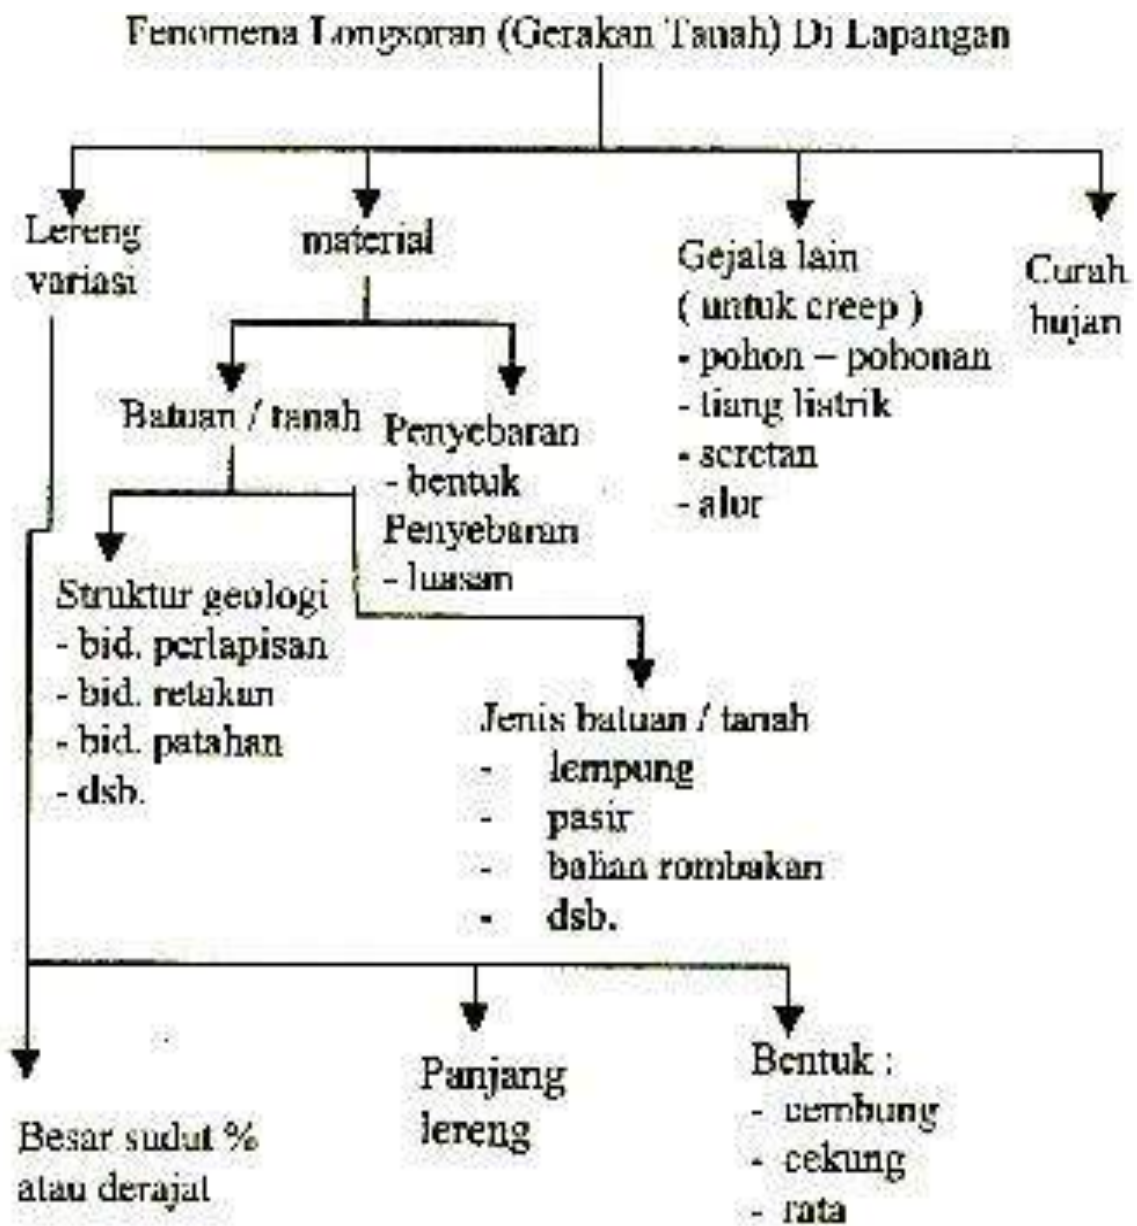 Fenomena Longsoran (Gerakan Tanah) Di Lapangan
Lereng
variasi
material
Gejala lain
( untuk creep )
- pohon – pohonan
- tiang listrik
- seretan
- alur
Curah
hujan
Batuan / tanah
Penyebaran
- bentuk
Penyebaran
- luasan
Struktur geologi
- bid. perlapisan
- bid. retakan
- bid. patahan
- dsb.
Jenis batuan / tanah
- lempung
- pasir
- bahan rombakan
- dsb.
Besar sudut %
atau derajat
Panjang
lereng
Bentuk :
- cembung
- cekung
- rata